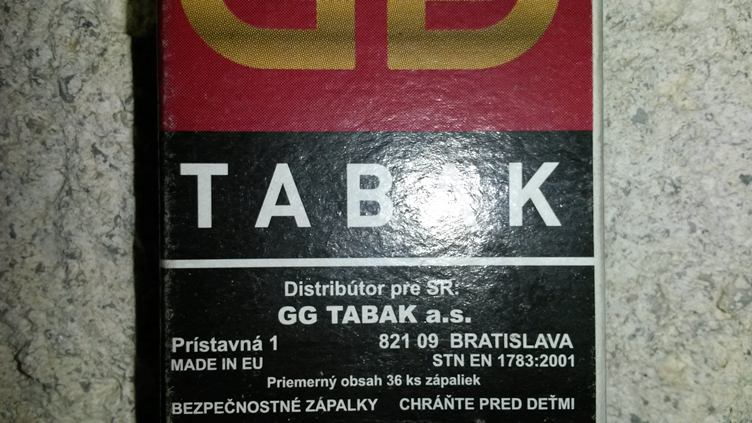 GG
TABAK
Distribútor pre SR:
GG TABAK a.s.
Prístavná 1 821 09 BRATISLAVA
MADE IN EU STN EN 1783:2001
Priemerný obsah 36 ks zápaliek
BEZPEČNOSTNÉ ZÁPALKY CHRÁŇTE PRED DEŤMI